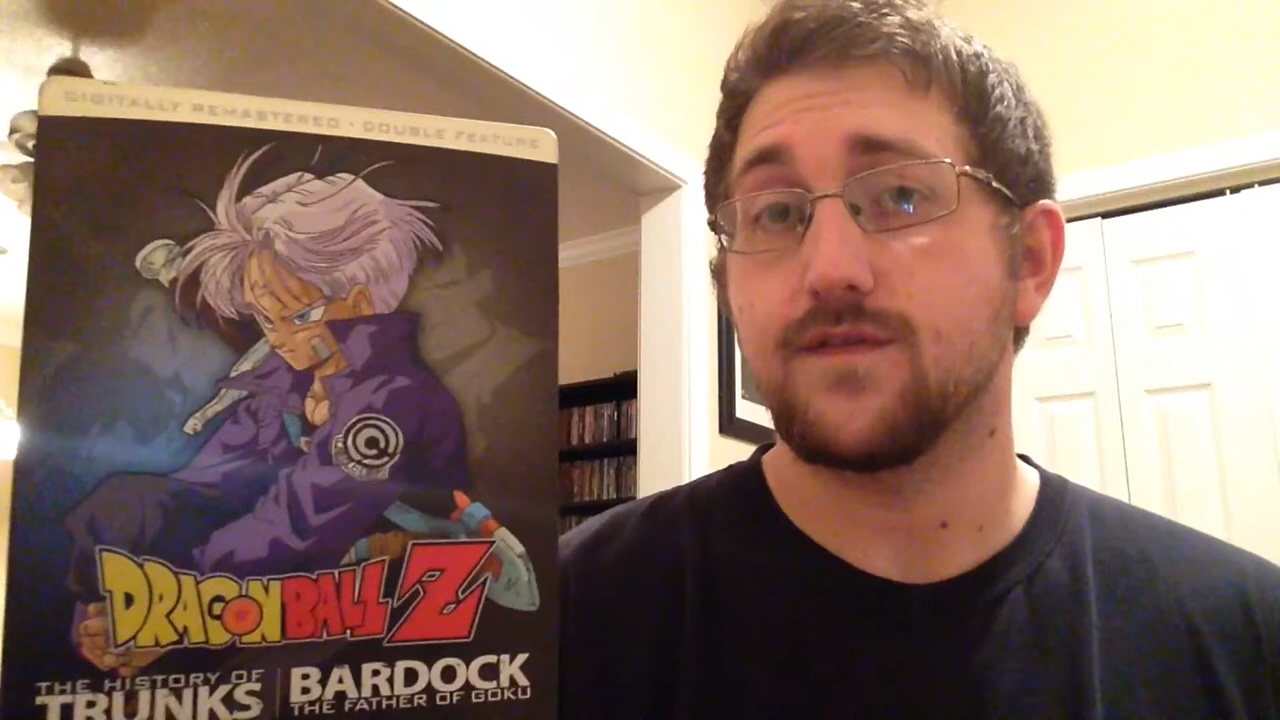 DIGITALLY REMASTERED · DOUBLE FEATURE
DRAGON BALL Z
THE HISTORY OF
TRUNKS
BARDOCK
THE FATHER OF GOKU